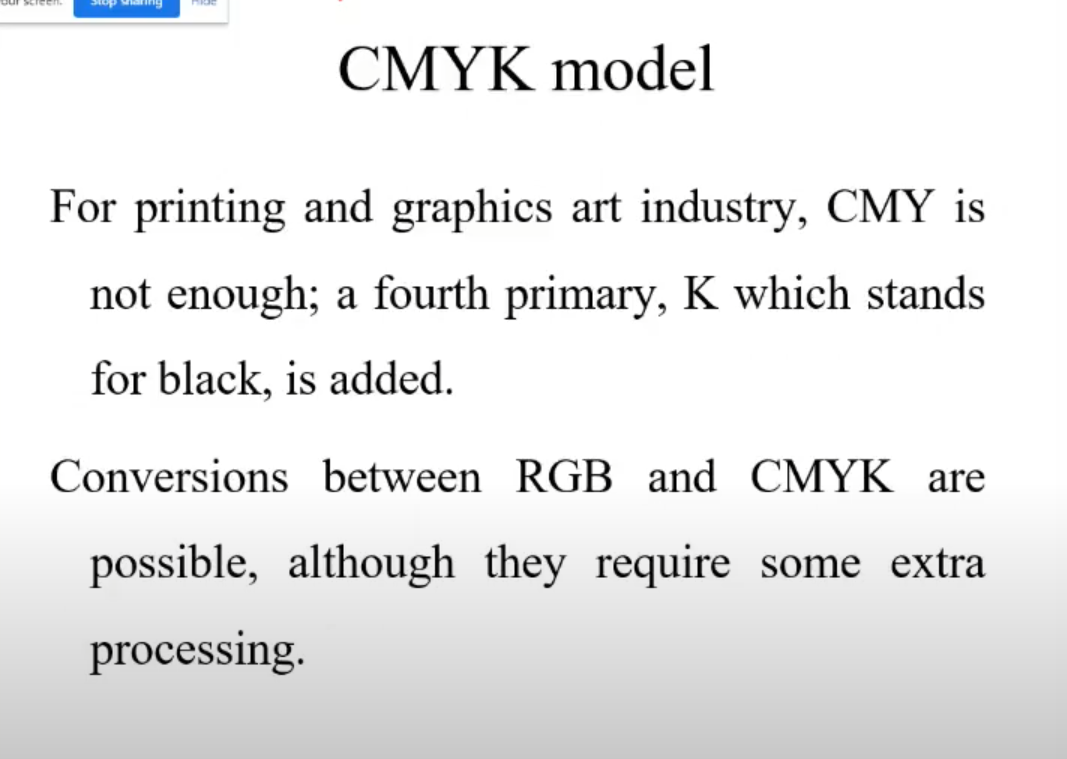 our screen. Stop sharing Hide
CMYK model
For printing and graphics art industry, CMY is
not enough; a fourth primary, K which stands
for black, is added.
Conversions between RGB and CMYK are
possible, although they require some extra
processing.